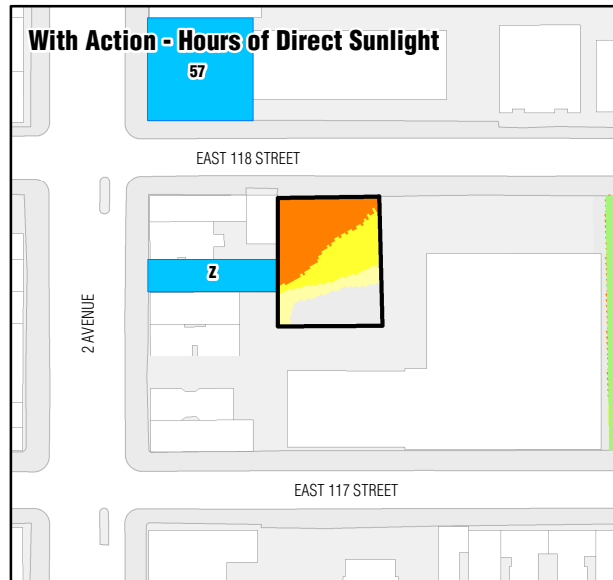 With Action - Hours of Direct Sunlight
57
EAST 118 STREET
Z
2 AVENUE
EAST 117 STREET